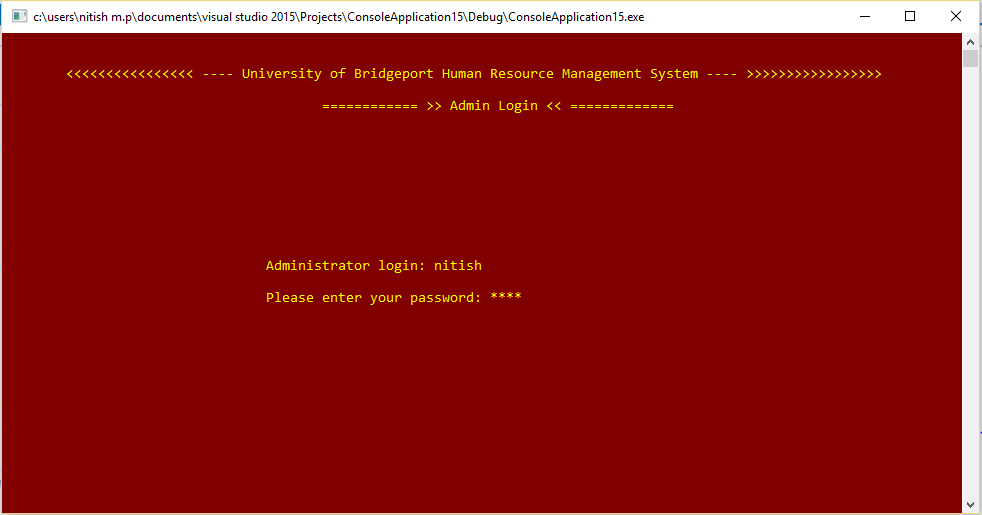 c:\users\nitish m.p\documents\visual studio 2015\Projects\ConsoleApplication15\Debug\ConsoleApplication15.exe
<<<<<<<<<<<<<<<< ---- University of Bridgeport Human Resource Management System ---- >>>>>>>>>>>>>>>>>
============ >> Admin Login << =============
Administrator login: nitish
Please enter your password: ****